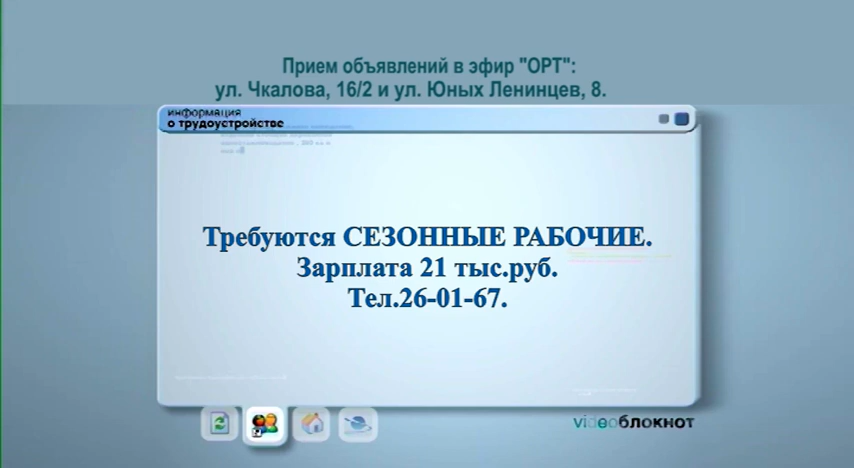 Прием объявлений в эфир "ОРТ":
ул. Чкалова, 16/2 и ул. Юных Ленинцев, 8.
информация
о трудоустройстве
Требуются СЕЗОННЫЕ РАБОЧИЕ.
Зарплата 21 тыс.руб.
Тел.26-01-67.
videoблокнот